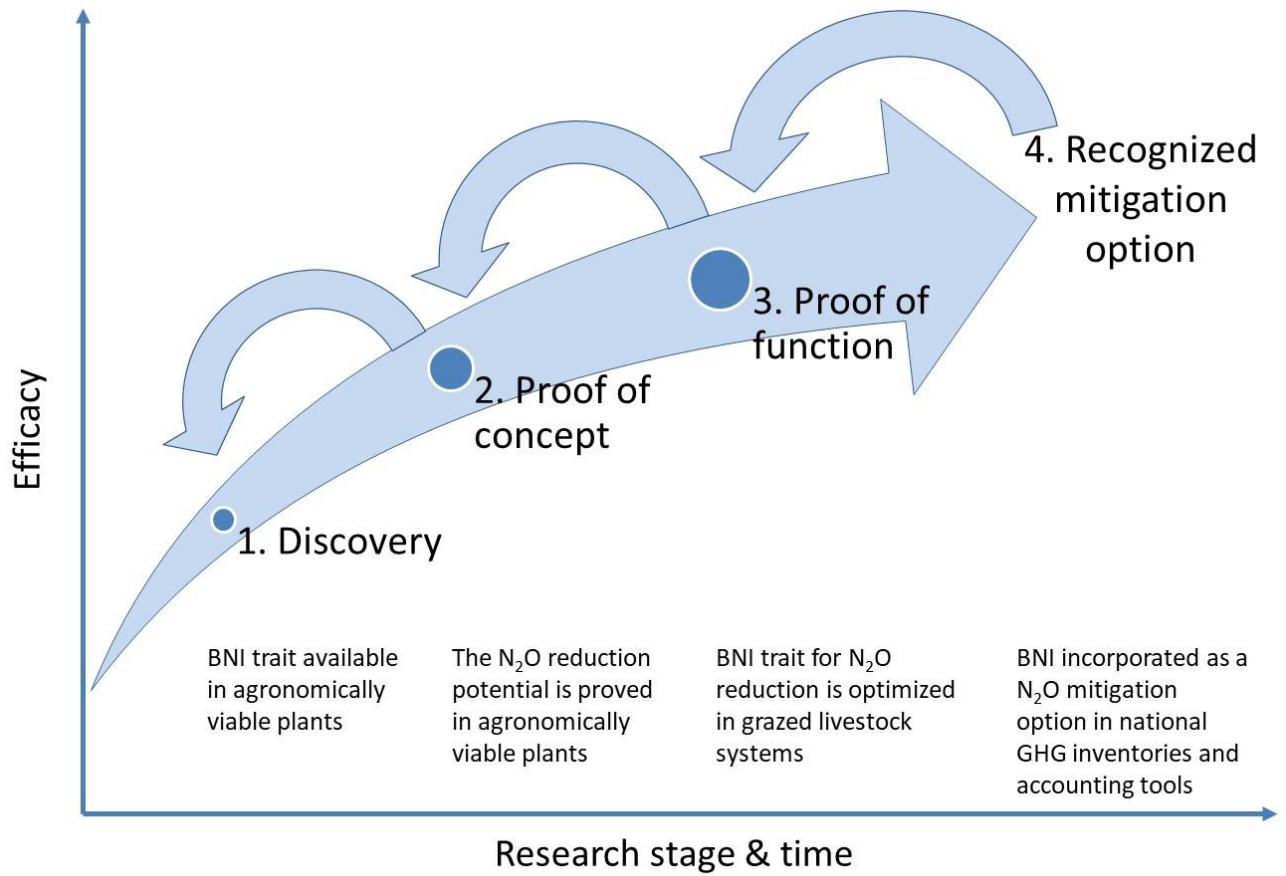 Efficacy
4. Recognized
mitigation
option
3. Proof of
function
2. Proof of
concept
1. Discovery
BNI trait available
in agronomically
viable plants
The N₂O reduction
potential is proved
in agronomically
viable plants
BNI trait for N₂O
reduction is optimized
in grazed livestock
systems
BNI incorporated as a
N₂O mitigation
option in national
GHG inventories and
accounting tools
Research stage & time